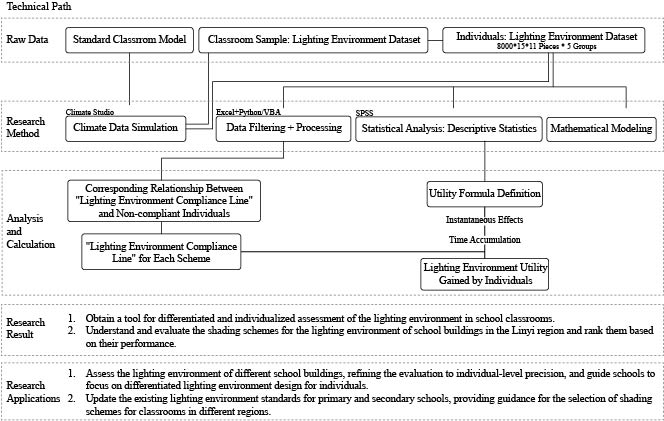 Technical Path
Raw Data
Standard Classrom Model
Classroom Sample: Lighting Environment Dataset
Individuals: Lighting Environment Dataset
8000*15*11 Pieces * 5 Groups
Research
Method
Climate Studio
Climate Data Simulation
Excel+Python/VBA
Data Filtering + Processing
SPSS
Statistical Analysis: Descriptive Statistics
Mathematical Modeling
Analysis
and
Calculation
Corresponding Relationship Between
"Lighting Environment Compliance Line"
and Non-compliant Individuals
"Lighting Environment Compliance
Line" for Each Scheme
Utility Formula Definition
Instantaneous Effects
Time Accumulation
Lighting Environment Utility
Gained by Individuals
Research
Result
1. Obtain a tool for differentiated and individualized assessment of the lighting environment in school classrooms.
2. Understand and evaluate the shading schemes for the lighting environment of school buildings in the Linyi region and rank them based
on their performance.
Research
Applications
1. Assess the lighting environment of different school buildings, refining the evaluation to individual-level precision, and guide schools to
focus on differentiated lighting environment design for individuals.
2. Update the existing lighting environment standards for primary and secondary schools, providing guidance for the selection of shading
schemes for classrooms in different regions.